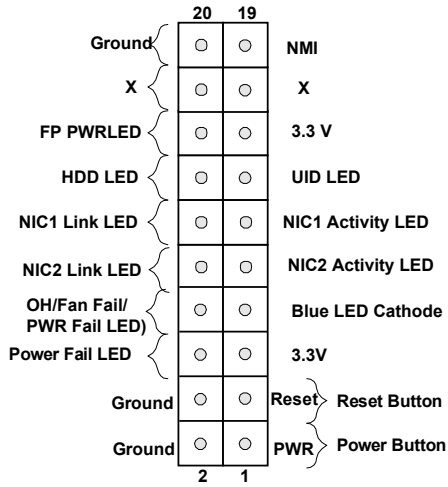 20 19
Ground NMI
X X
FP PWRLED 3.3 V
HDD LED UID LED
NIC1 Link LED NIC1 Activity LED
NIC2 Link LED NIC2 Activity LED
OH/Fan Fail/
PWR Fail LED) Blue LED Cathode
Power Fail LED 3.3V
Ground Reset Reset Button
Ground PWR Power Button
2 1